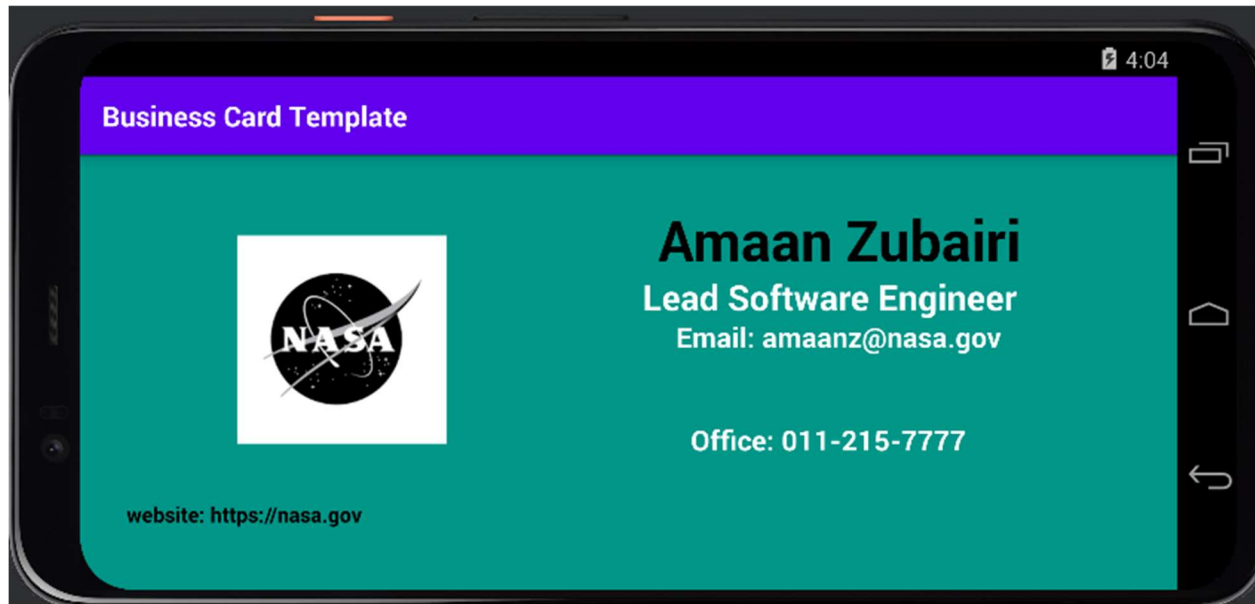 4:04
Business Card Template
NASA
Amaan Zubairi
Lead Software Engineer
Email: amaanz@nasa.gov
Office: 011-215-7777
website: https://nasa.gov